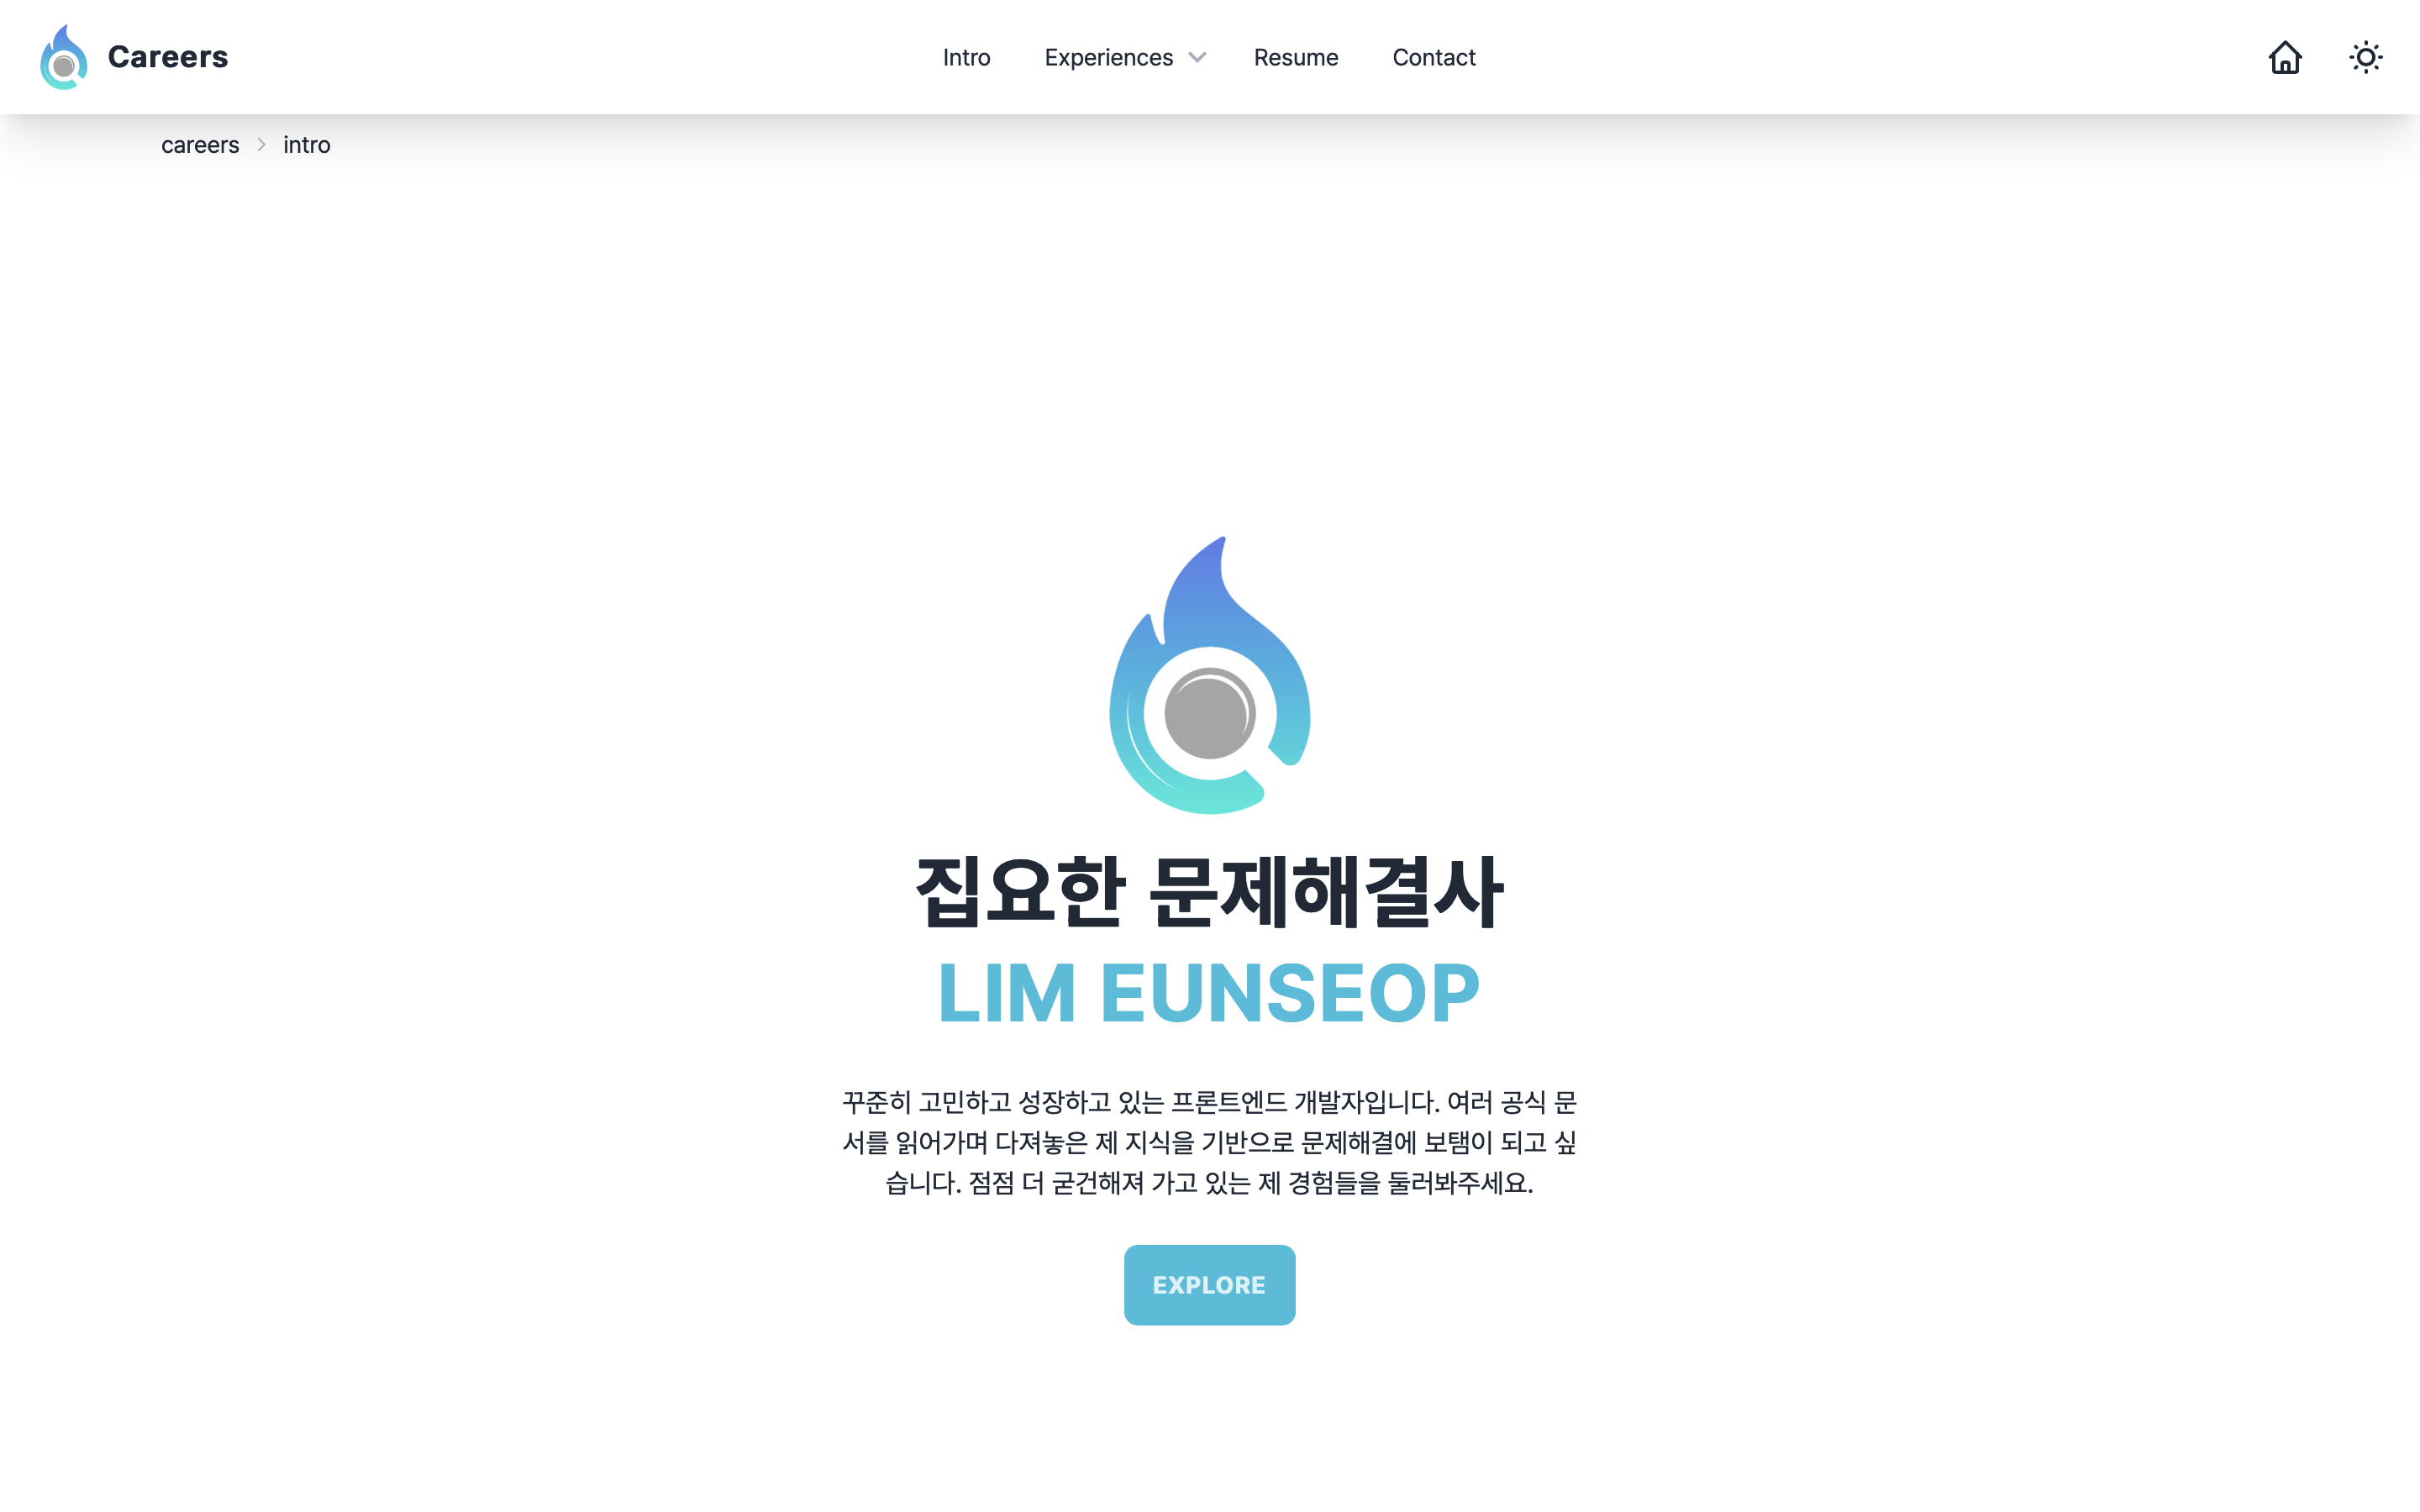 Careers
Intro
Experiences
Resume
Contact
careers > intro
집요한 문제해결사
LIM EUNSEOP
꾸준히 고민하고 성장하고 있는 프론트엔드 개발자입니다. 여러 공식 문
서를 읽어가며 다져놓은 제 지식을 기반으로 문제해결에 보탬이 되고 싶
습니다. 점점 더 굳건해져 가고 있는 제 경험들을 둘러봐주세요.
EXPLORE